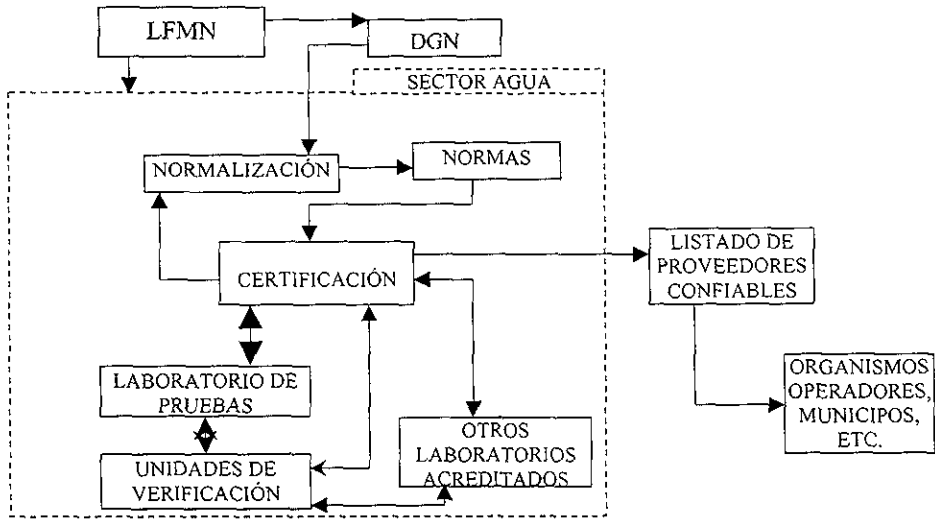 LFMN
DGN
SECTOR AGUA
NORMALIZACIÓN
NORMAS
CERTIFICACIÓN
LISTADO DE
PROVEEDORES
CONFIABLES
LABORATORIO DE
PRUEBAS
ORGANISMOS
OPERADORES,
MUNICIPOS,
ETC.
OTROS
LABORATORIOS
ACREDITADOS
UNIDADES DE
VERIFICACIÓN